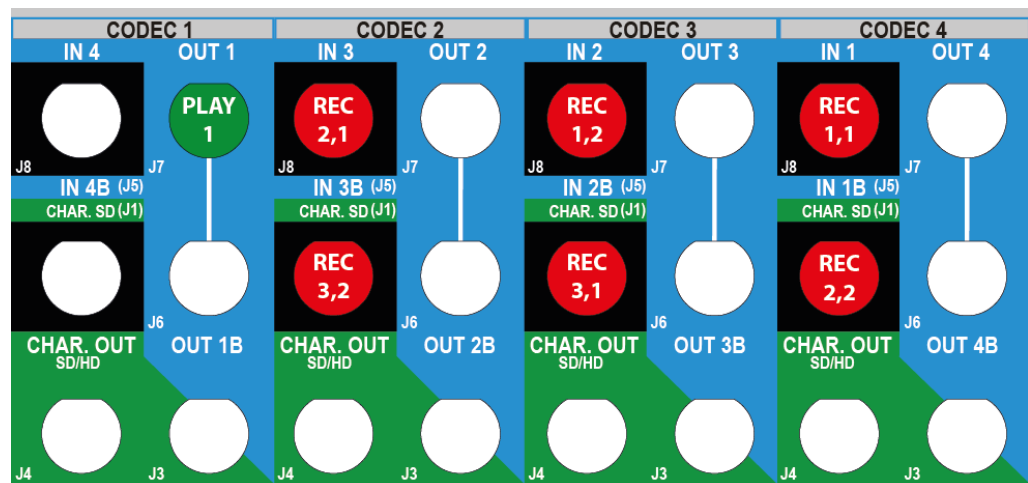 CODEC 1 CODEC 2 CODEC 3 CODEC 4
IN 4 OUT 1 IN 3 OUT 2 IN 2 OUT 3 IN 1 OUT 4
PLAY REC REC REC
1 2,1 1,2 1,1
J8 J7 J8 J7 J8 J7 J8 J7
IN 4B (J5) IN 3B (J5) IN 2B (J5) IN 1B (J5)
CHAR. SD (J1) CHAR. SD (J1) CHAR. SD (J1) CHAR. SD (J1)
REC REC REC
3,2 3,1 2,2
J6 J6 J6 J6
CHAR. OUT OUT 1B CHAR. OUT OUT 2B CHAR. OUT OUT 3B CHAR. OUT OUT 4B
SD/HD SD/HD SD/HD SD/HD
J4 J3 J4 J3 J4 J3 J4 J3